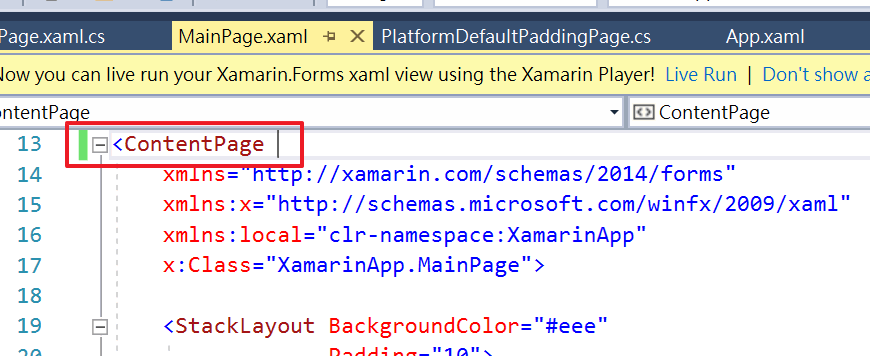 Page.xaml.cs MainPage.xaml PlatformDefaultPaddingPage.cs App.xaml
Now you can live run your Xamarin.Forms xaml view using the Xamarin Player! Live Run | Don't show a
ontentPage ContentPage
13 <ContentPage
14 xmlns="http://xamarin.com/schemas/2014/forms"
15 xmlns:x="http://schemas.microsoft.com/winfx/2009/xaml"
16 xmlns:local="clr-namespace:XamarinApp"
17 x:Class="XamarinApp.MainPage">
18
19 <StackLayout BackgroundColor="#eee"
20 Padding="10">